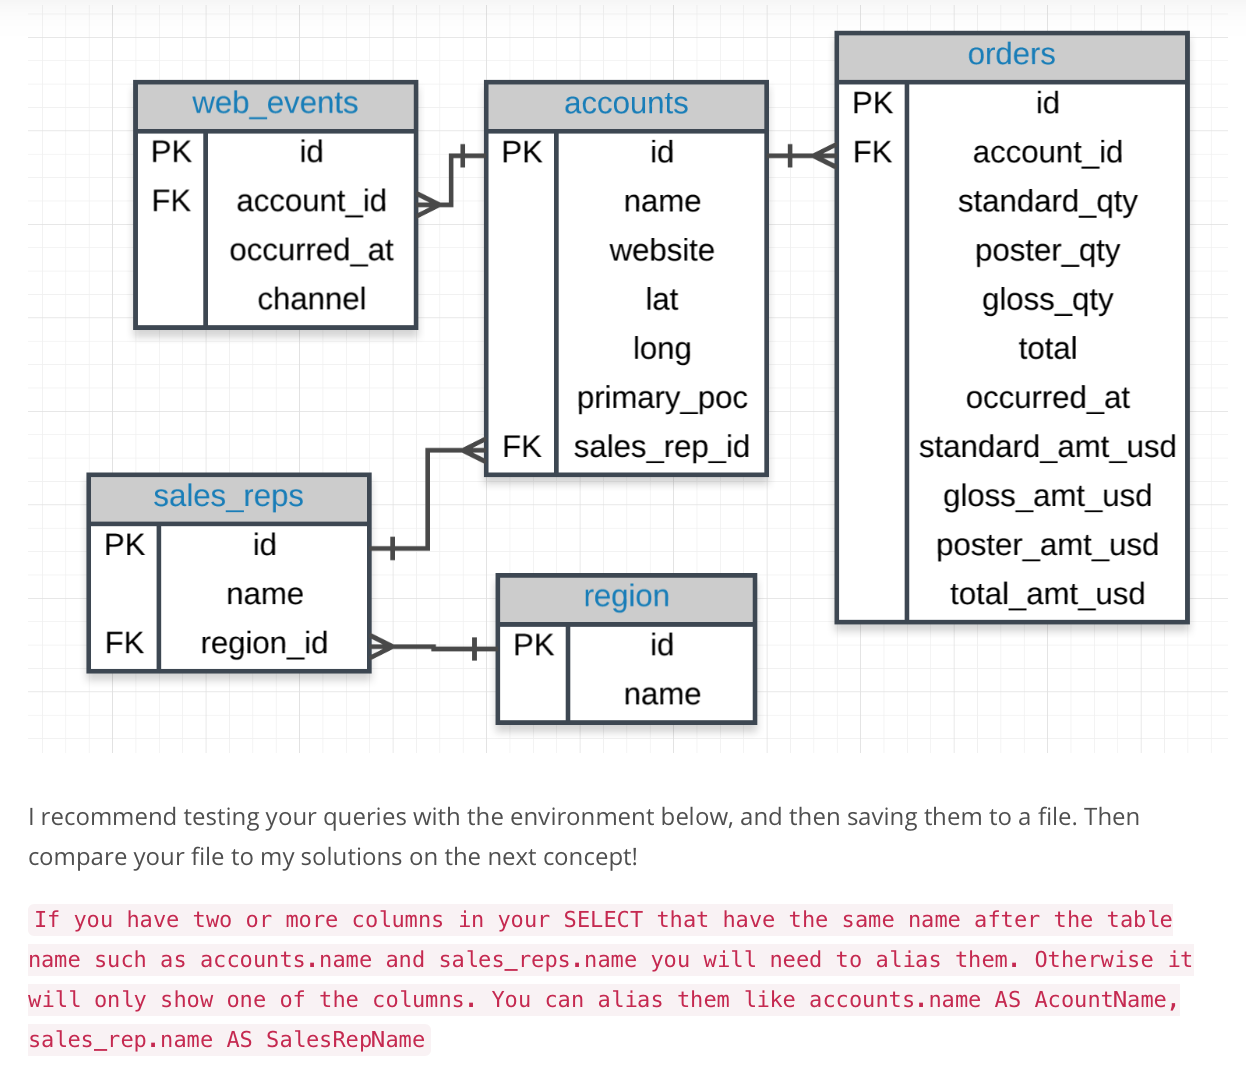 web_events
PK id
FK account_id
occurred_at
channel
accounts
PK id
name
website
lat
long
primary_poc
FK sales_rep_id
orders
PK id
FK account_id
standard_qty
poster_qty
gloss_qty
total
occurred_at
standard_amt_usd
gloss_amt_usd
poster_amt_usd
total_amt_usd
sales_reps
PK id
name
FK region_id
region
PK id
name
I recommend testing your queries with the environment below, and then saving them to a file. Then
compare your file to my solutions on the next concept!
If you have two or more columns in your SELECT that have the same name after the table
name such as accounts.name and sales_reps.name you will need to alias them. Otherwise it
will only show one of the columns. You can alias them like accounts.name AS AcountName,
sales_rep.name AS SalesRepName